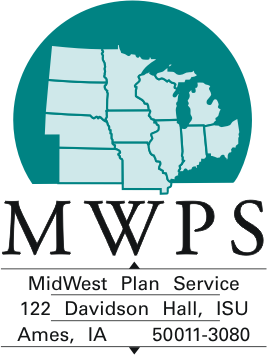 MWPS
MidWest Plan Service
122 Davidson Hall, ISU
Ames, IA 50011-3080